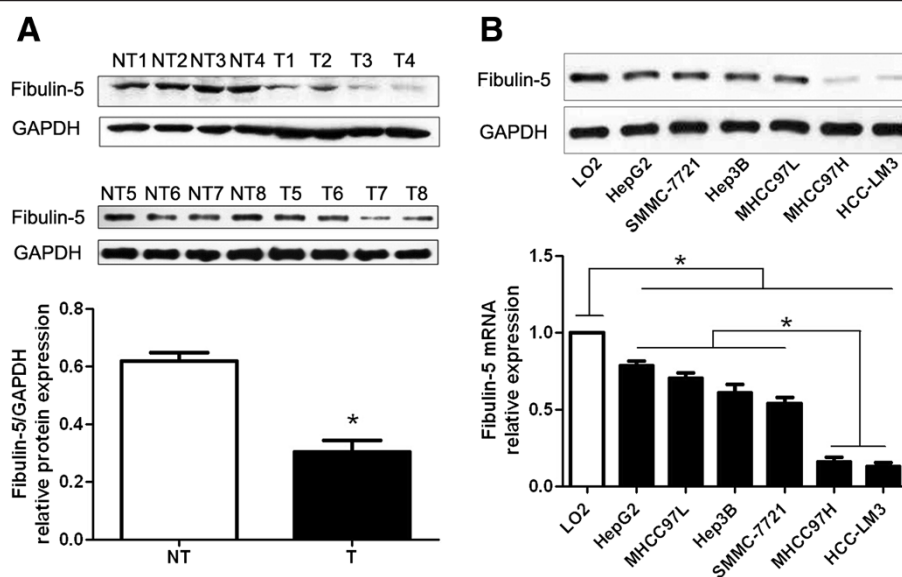 A
NT1 NT2 NT3 NT4 T1 T2 T3 T4
Fibulin-5
GAPDH
NT5 NT6 NT7 NT8 T5 T6 T7 T8
Fibulin-5
GAPDH
Fibulin-5/GAPDH
relative protein expression
0.8
0.6
0.4
0.2
0.0
*
NT T
B
Fibulin-5
GAPDH
LO2 HepG2 SMMC-7721 Hep3B MHCC97L MHCC97H HCC-LM3
Fibulin-5 mRNA
relative expression
1.5
1.0
0.5
0.0
*
*
LO2 HepG2 MHCC97L Hep3B SMMC-7721 MHCC97H HCC-LM3